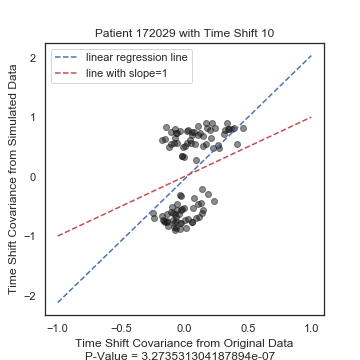 Patient 172029 with Time Shift 10
linear regression line
line with slope=1
Time Shift Covariance from Simulated Data
2
1
0
−1
−2
−1.0 −0.5 0.0 0.5 1.0
Time Shift Covariance from Original Data
P-Value = 3.273531304187894e-07